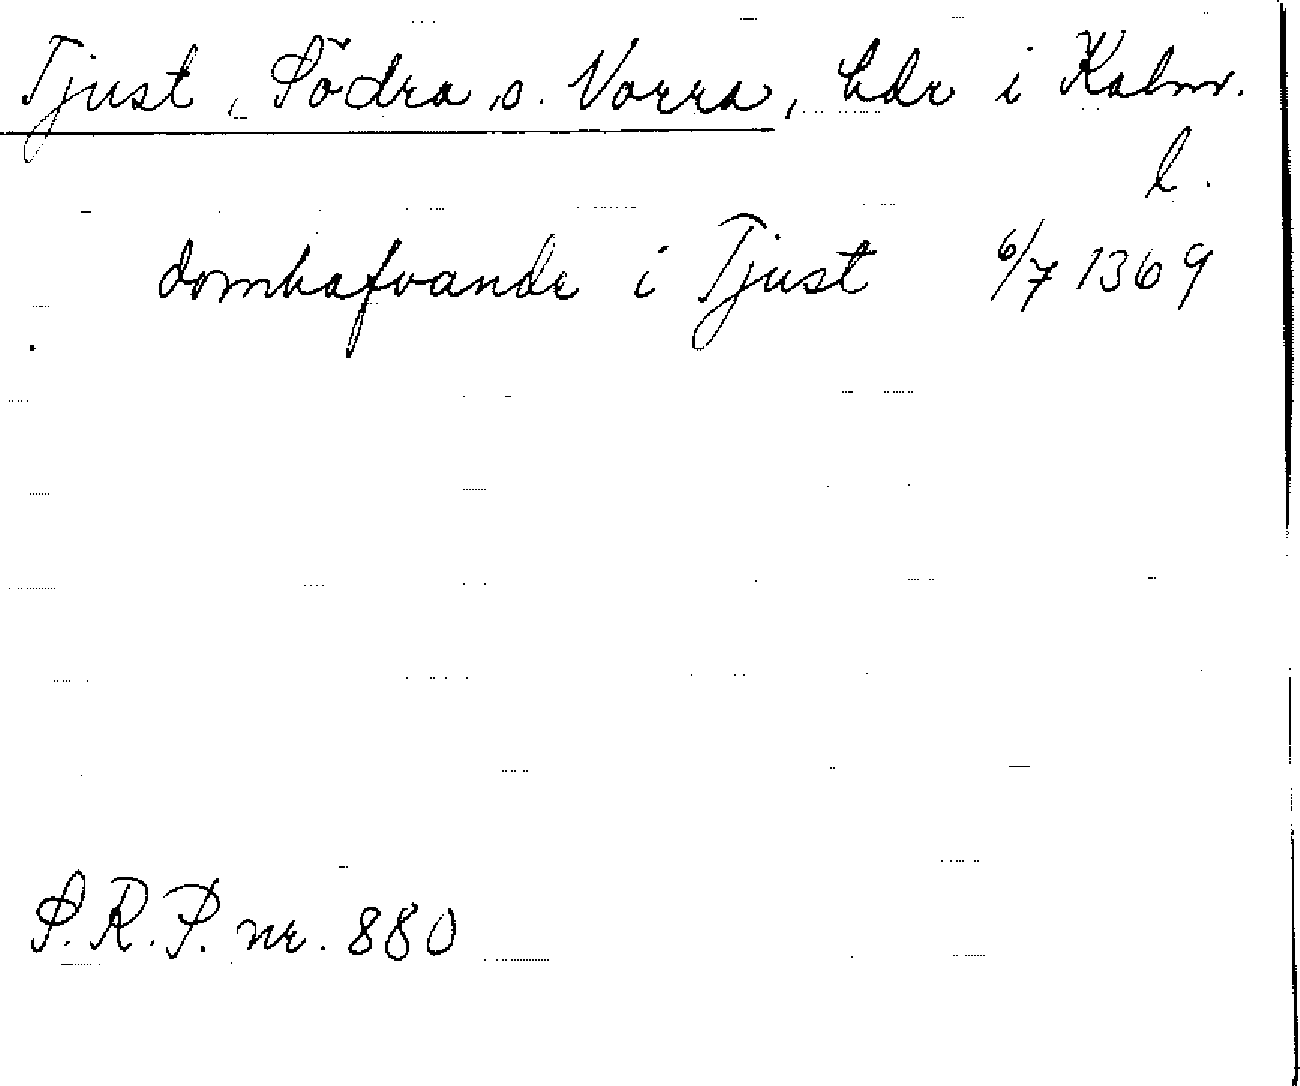 Tjust, Södra o. Norra, hdr i Kalm.
l.
domhafvande i Tjust 6/7 1369
S.R.P. nr. 880